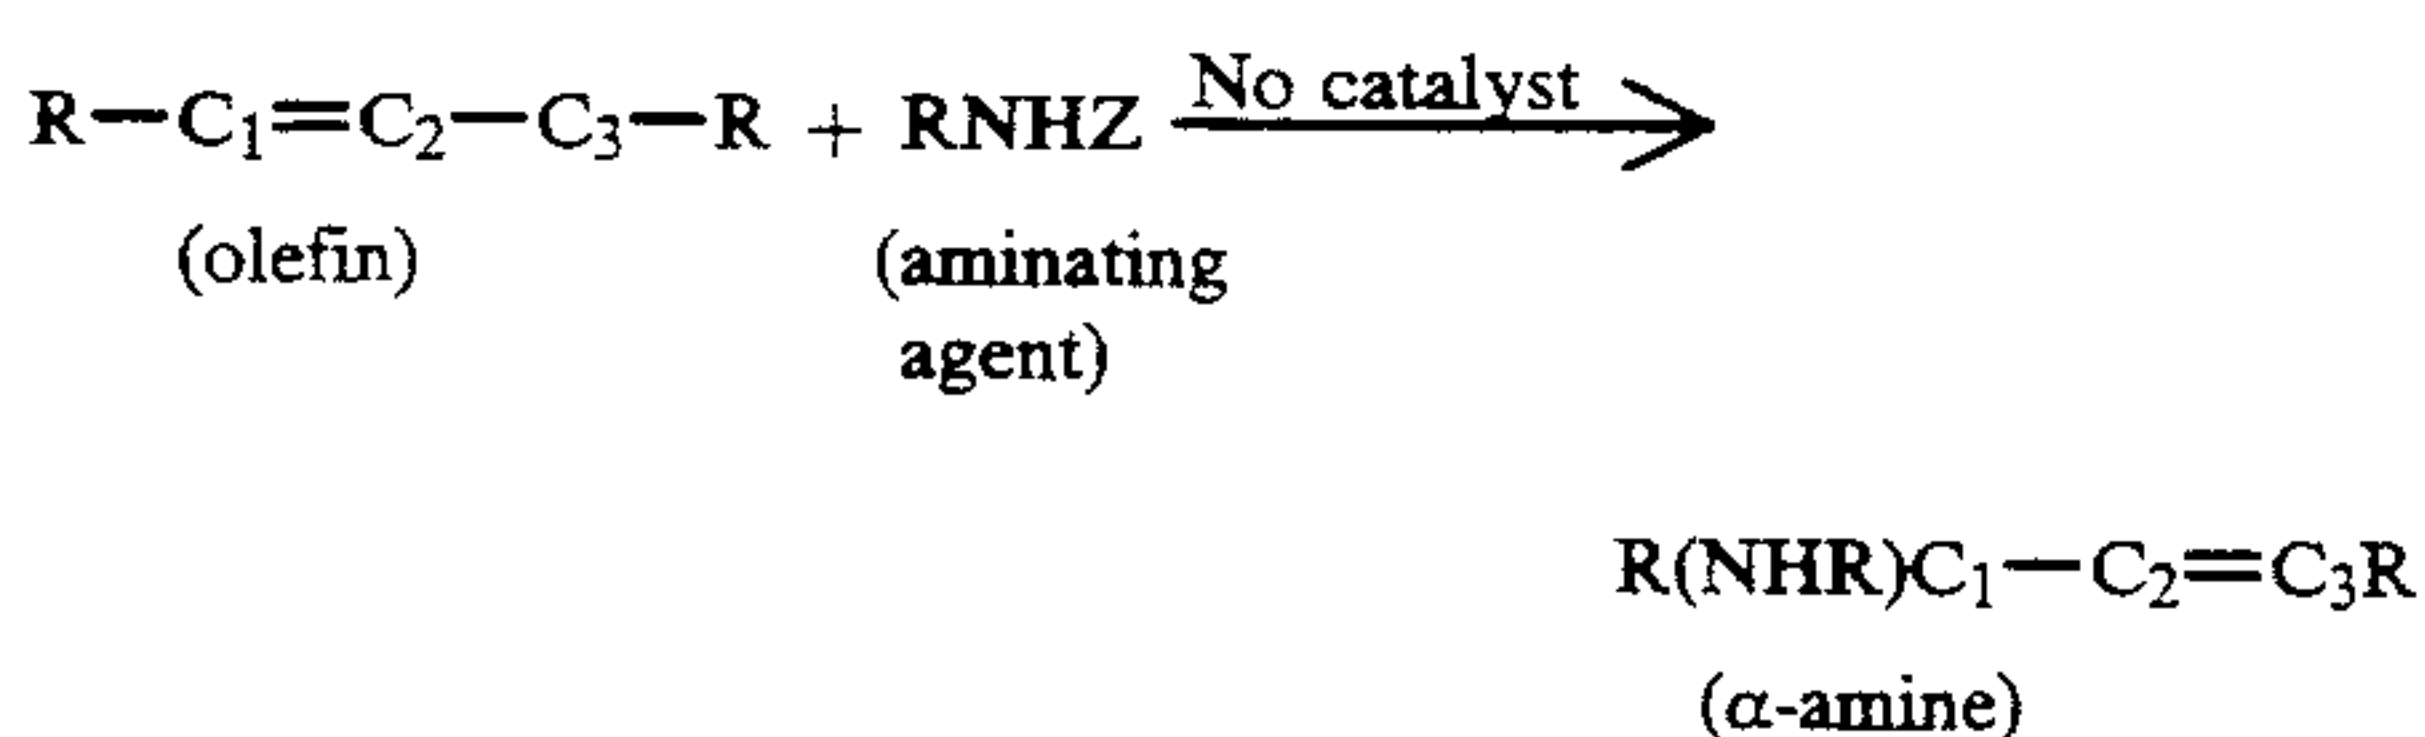 R—C₁=C₂—C₃—R + RNHZ No catalyst
(olefin) (aminating
agent)
R(NHR)C₁—C₂=C₃R
(α-amine)